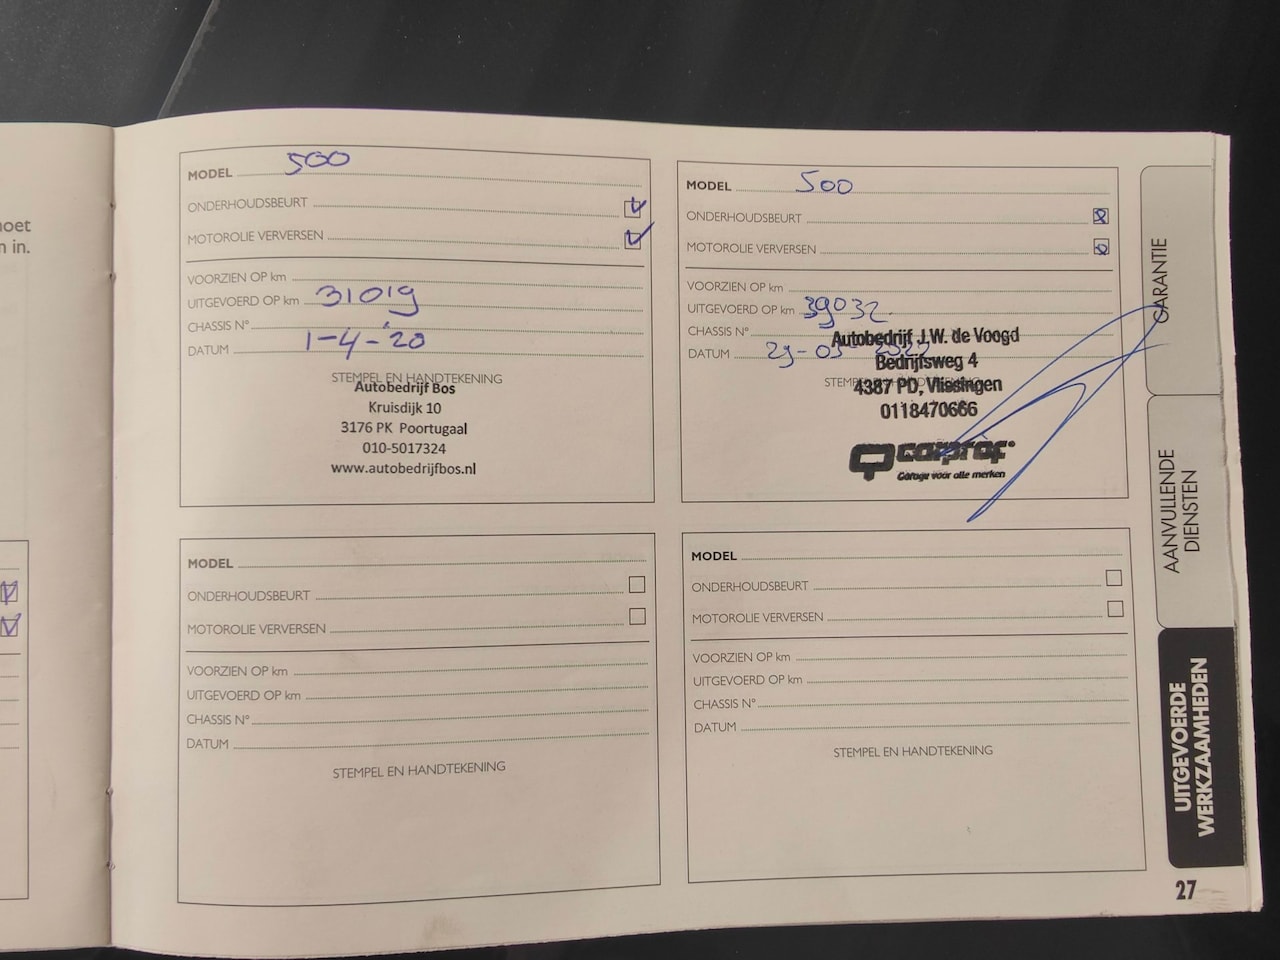 noet
n in.
MODEL 500
ONDERHOUDSBEURT
MOTOROLIE VERVERSEN
VOORZIEN OP km
UITGEVOERD OP km 31019
CHASSIS N°
DATUM 1-4-'20
STEMPEL EN HANDTEKENING
Autobedrijf Bos
Kruisdijk 10
3176 PK Poortugaal
010-5017324
www.autobedrijfbos.nl
MODEL 500
ONDERHOUDSBEURT
MOTOROLIE VERVERSEN
VOORZIEN OP km
UITGEVOERD OP km 39032
CHASSIS N°
DATUM 29-03-
Autobedrijf J.W. de Voogd
Bedrijfsweg 4
4387 PD, Vlissingen
0118470666
carprof
Garage voor alle merken
MODEL
ONDERHOUDSBEURT
MOTOROLIE VERVERSEN
VOORZIEN OP km
UITGEVOERD OP km
CHASSIS N°
DATUM
STEMPEL EN HANDTEKENING
MODEL
ONDERHOUDSBEURT
MOTOROLIE VERVERSEN
VOORZIEN OP km
UITGEVOERD OP km
CHASSIS N°
DATUM
STEMPEL EN HANDTEKENING
GARANTIE
AANVULLENDE
DIENSTEN
UITGEVOERDE
WERKZAAMHEDEN
27